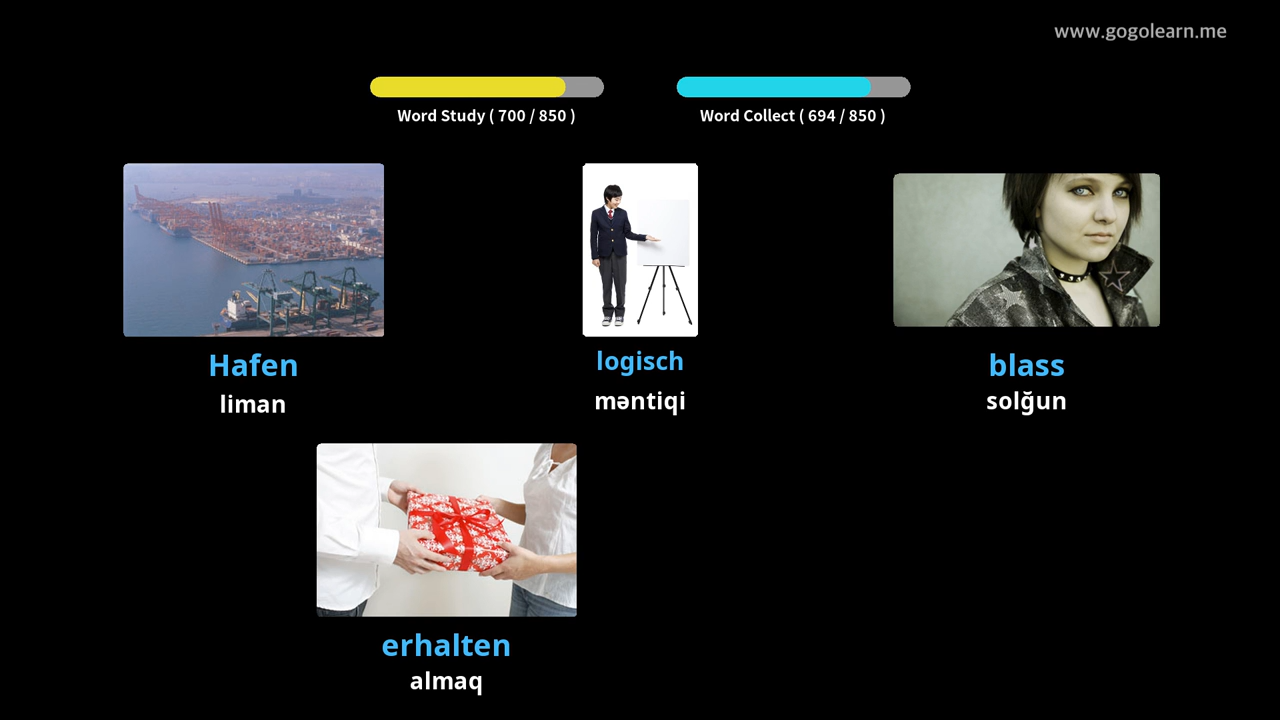 www.gogolearn.me
Word Study ( 700 / 850 )
Word Collect ( 694 / 850 )
Hafen
liman
logisch
məntiqi
blass
solğun
erhalten
almaq